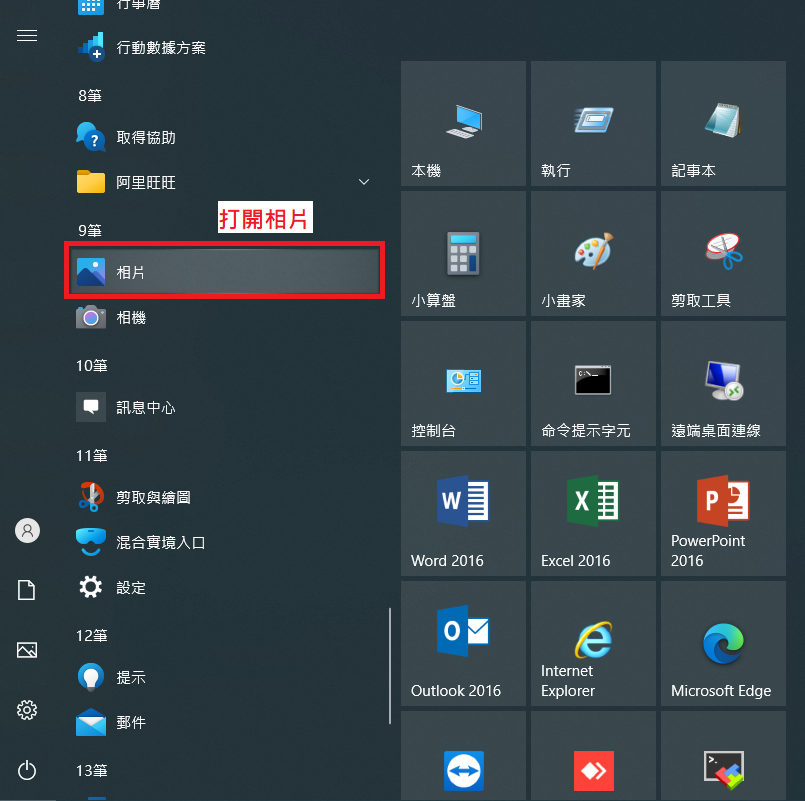 行事曆
行動數據方案
8筆
取得協助
阿里旺旺
打開相片
9筆
相片
相機
10筆
訊息中心
11筆
剪取與繪圖
混合實境入口
設定
12筆
提示
郵件
13筆
本機
執行
記事本
小算盤
小畫家
剪取工具
控制台
C:\_
命令提示字元
遠端桌面連線
Word 2016
Excel 2016
PowerPoint
2016
Outlook 2016
Internet
Explorer
Microsoft Edge